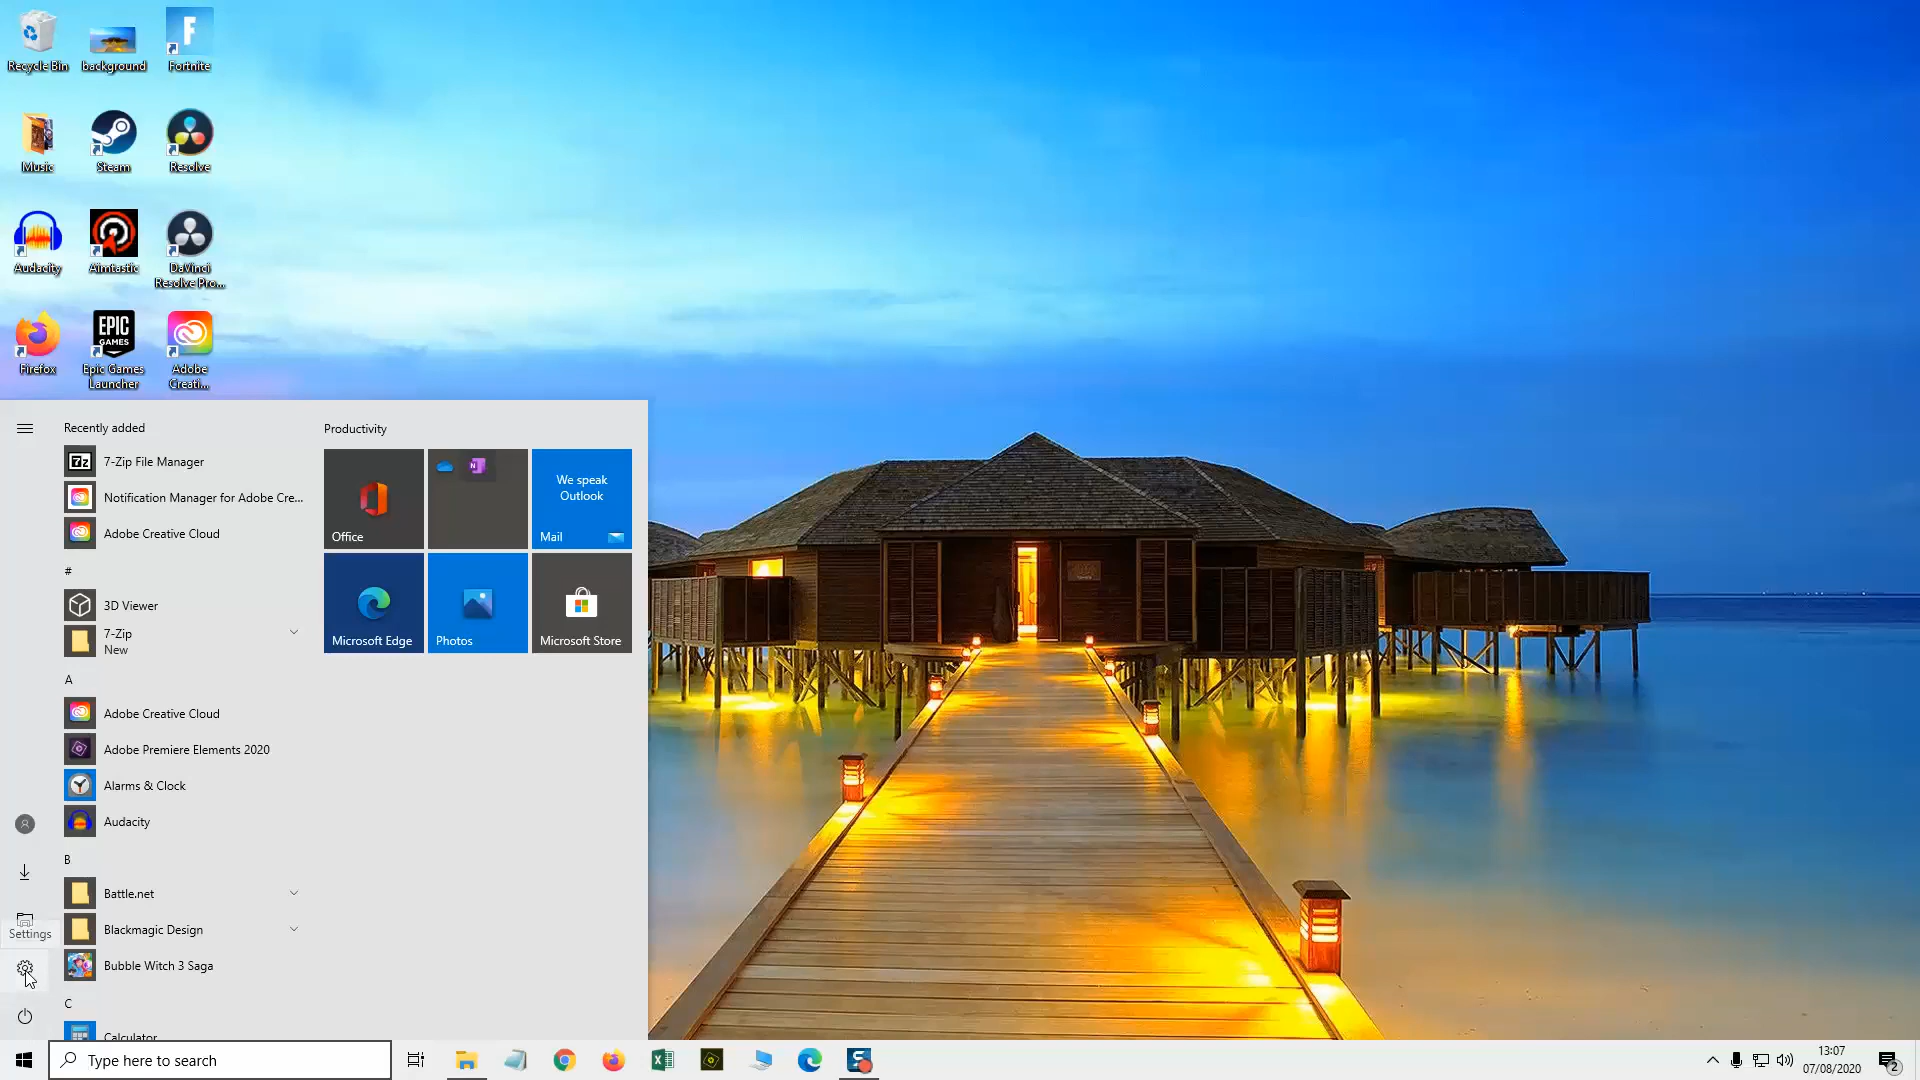 Recycle Bin
background
Fortnite
Music
Steam
Resolve
Audacity
Aimtastic
DaVinci
Resolve Pro...
Firefox
EPIC
GAMES
Epic Games
Launcher
Adobe
Creati...
Recently added
7-Zip File Manager
Notification Manager for Adobe Cre...
Adobe Creative Cloud
#
3D Viewer
7-Zip
New
A
Adobe Creative Cloud
Adobe Premiere Elements 2020
Alarms & Clock
Audacity
B
Battle.net
Blackmagic Design
Bubble Witch 3 Saga
C
Calculator
Settings
Productivity
Office
We speak
Outlook
Mail
Microsoft Edge
Photos
Microsoft Store
Type here to search
13:07
07/08/2020
2